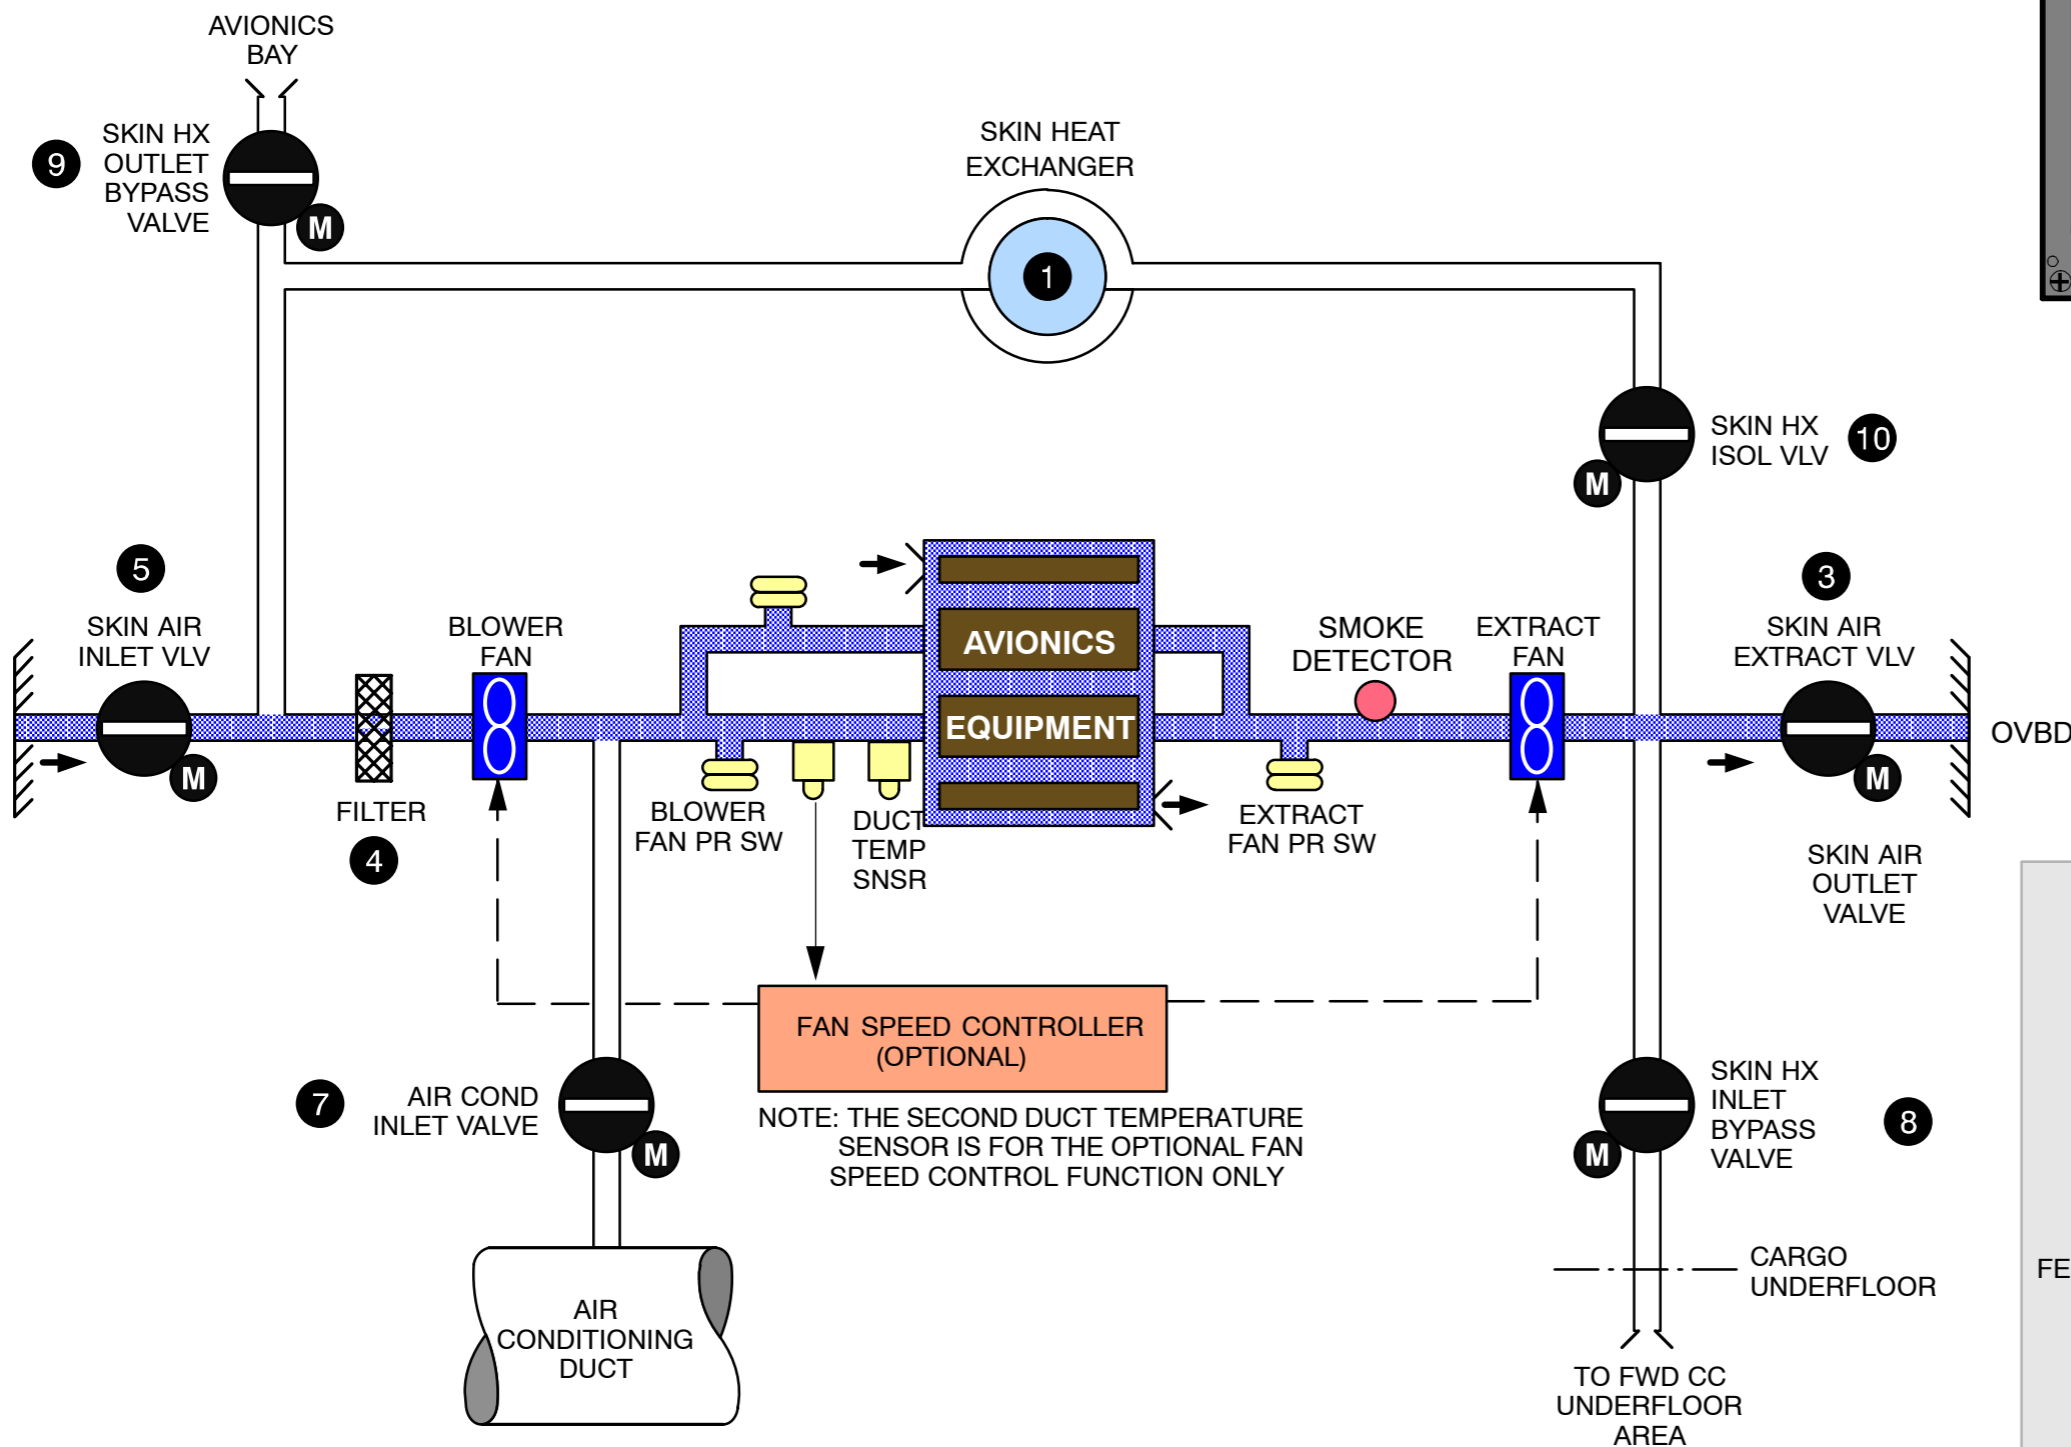 AVIONICS
BAY
9
SKIN HX
OUTLET
BYPASS
VALVE
M
SKIN HEAT
EXCHANGER
1
SKIN HX
ISOL VLV
10
M
5
SKIN AIR
INLET VLV
M
BLOWER
FAN
FILTER
4
AVIONICS
EQUIPMENT
BLOWER
FAN PR SW
DUCT
TEMP
SNSR
SMOKE
DETECTOR
EXTRACT
FAN
EXTRACT
FAN PR SW
3
SKIN AIR
EXTRACT VLV
M
OVBD
SKIN AIR
OUTLET
VALVE
FAN SPEED CONTROLLER
(OPTIONAL)
7
AIR COND
INLET VALVE
M
NOTE: THE SECOND DUCT TEMPERATURE
SENSOR IS FOR THE OPTIONAL FAN
SPEED CONTROL FUNCTION ONLY
SKIN HX
INLET
BYPASS
VALVE
8
M
CARGO
UNDERFLOOR
FE
AIR
CONDITIONING
DUCT
TO FWD CC
UNDERFLOOR
AREA